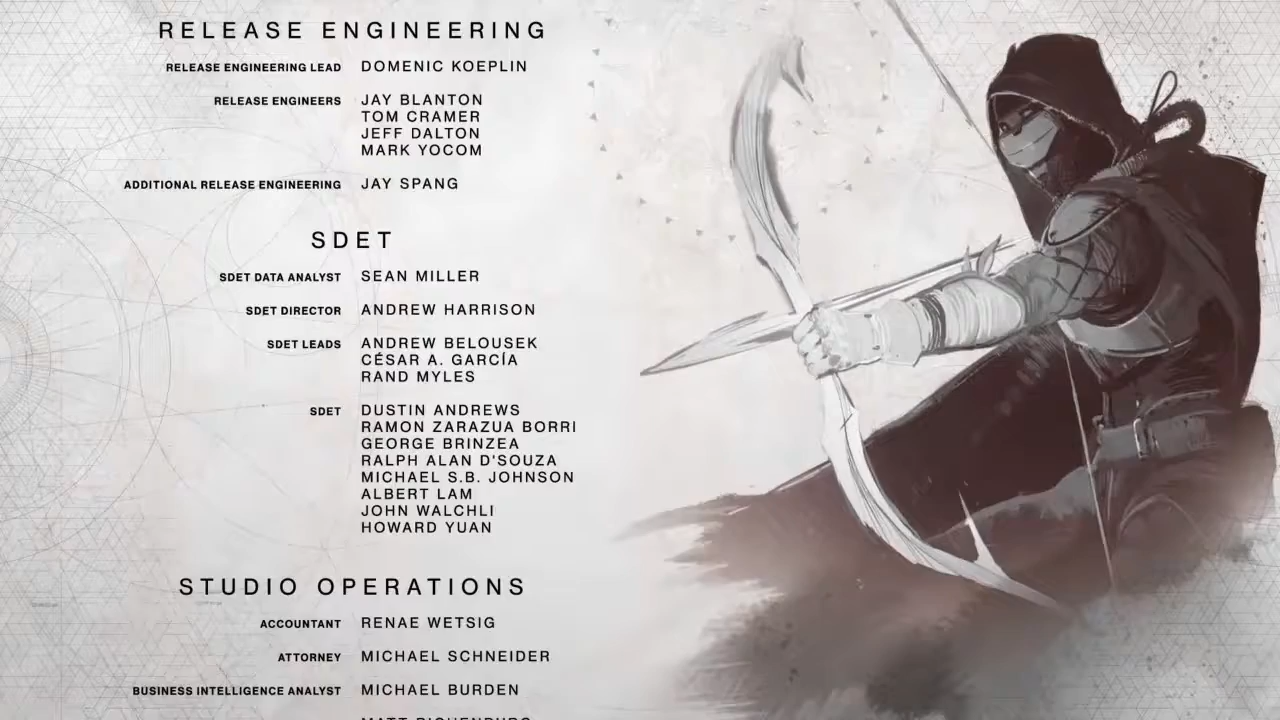 RELEASE ENGINEERING
RELEASE ENGINEERING LEAD DOMENIC KOEPLIN
RELEASE ENGINEERS JAY BLANTON
TOM CRAMER
JEFF DALTON
MARK YOCOM
ADDITIONAL RELEASE ENGINEERING JAY SPANG
SDET
SDET DATA ANALYST SEAN MILLER
SDET DIRECTOR ANDREW HARRISON
SDET LEADS ANDREW BELOUSEK
CÉSAR A. GARCÍA
RAND MYLES
SDET DUSTIN ANDREWS
RAMON ZARAZUA BORRI
GEORGE BRINZEA
RALPH ALAN D'SOUZA
MICHAEL S.B. JOHNSON
ALBERT LAM
JOHN WALCHLI
HOWARD YUAN
STUDIO OPERATIONS
ACCOUNTANT RENAE WETSIG
ATTORNEY MICHAEL SCHNEIDER
BUSINESS INTELLIGENCE ANALYST MICHAEL BURDEN